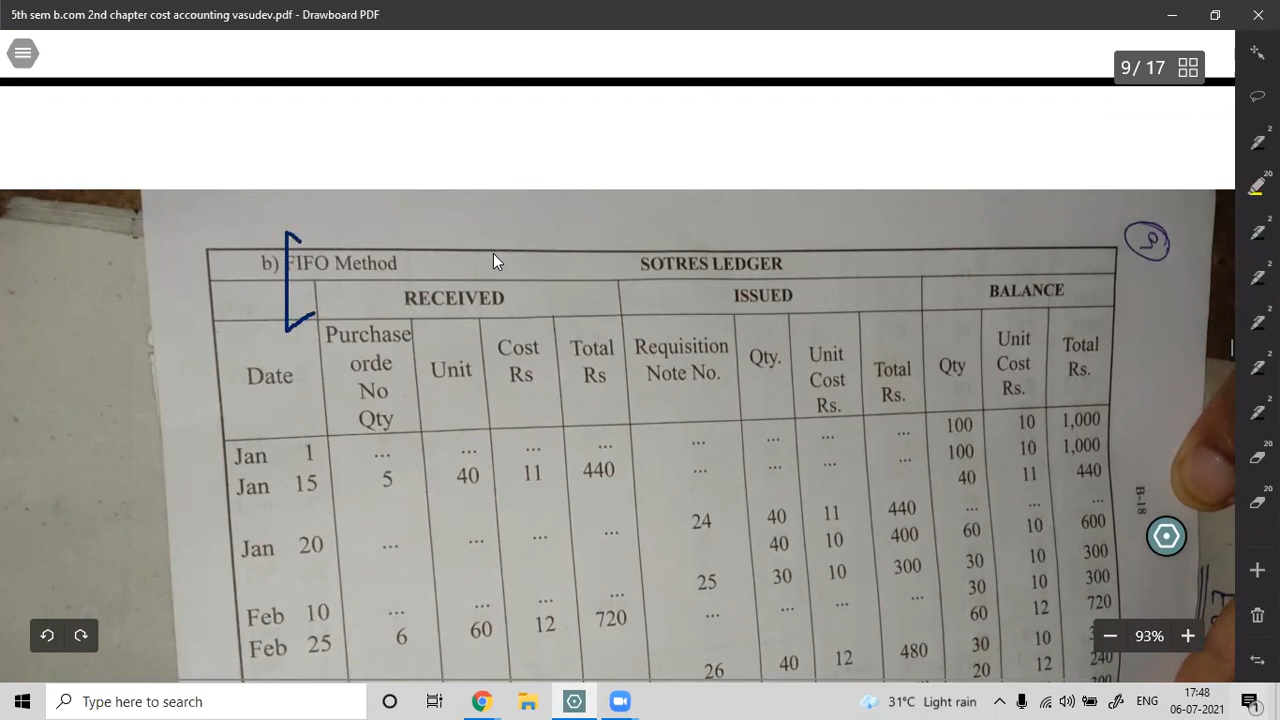 5th sem b.com 2nd chapter cost accounting vasudev.pdf - Drawboard PDF
9 / 17
b) FIFO Method SOTRES LEDGER
RECEIVED ISSUED BALANCE
Date Purchase orde No Qty Unit Cost Rs Total Rs Requisition Note No. Qty. Unit Cost Rs. Total Rs. Qty Unit Cost Rs. Total Rs.
Jan 1 ... ... ... ... ... ... ... ... 100 10 1,000
Jan 15 5 40 11 440 ... ... ... ... 100 10 1,000
40 11 440
Jan 20 ... ... ... ... 24 40 11 440 ... ... ...
40 10 400 60 10 600
Feb 10 ... ... ... ... 25 30 10 300 30 10 300
Feb 25 6 60 12 720 ... ... ... ... 30 10 300
60 12 720
26 40 12 480 30 10
20 12 240
B-18
93%
Type here to search
31°C Light rain
ENG
17:48
06-07-2021